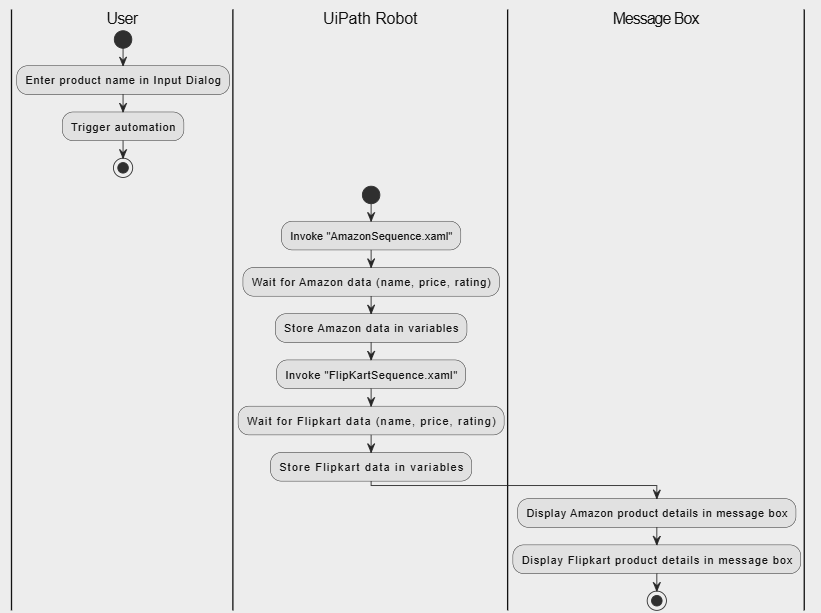 User
UiPath Robot
Message Box
Enter product name in Input Dialog
Trigger automation
Invoke "AmazonSequence.xaml"
Wait for Amazon data (name, price, rating)
Store Amazon data in variables
Invoke "FlipKartSequence.xaml"
Wait for Flipkart data (name, price, rating)
Store Flipkart data in variables
Display Amazon product details in message box
Display Flipkart product details in message box